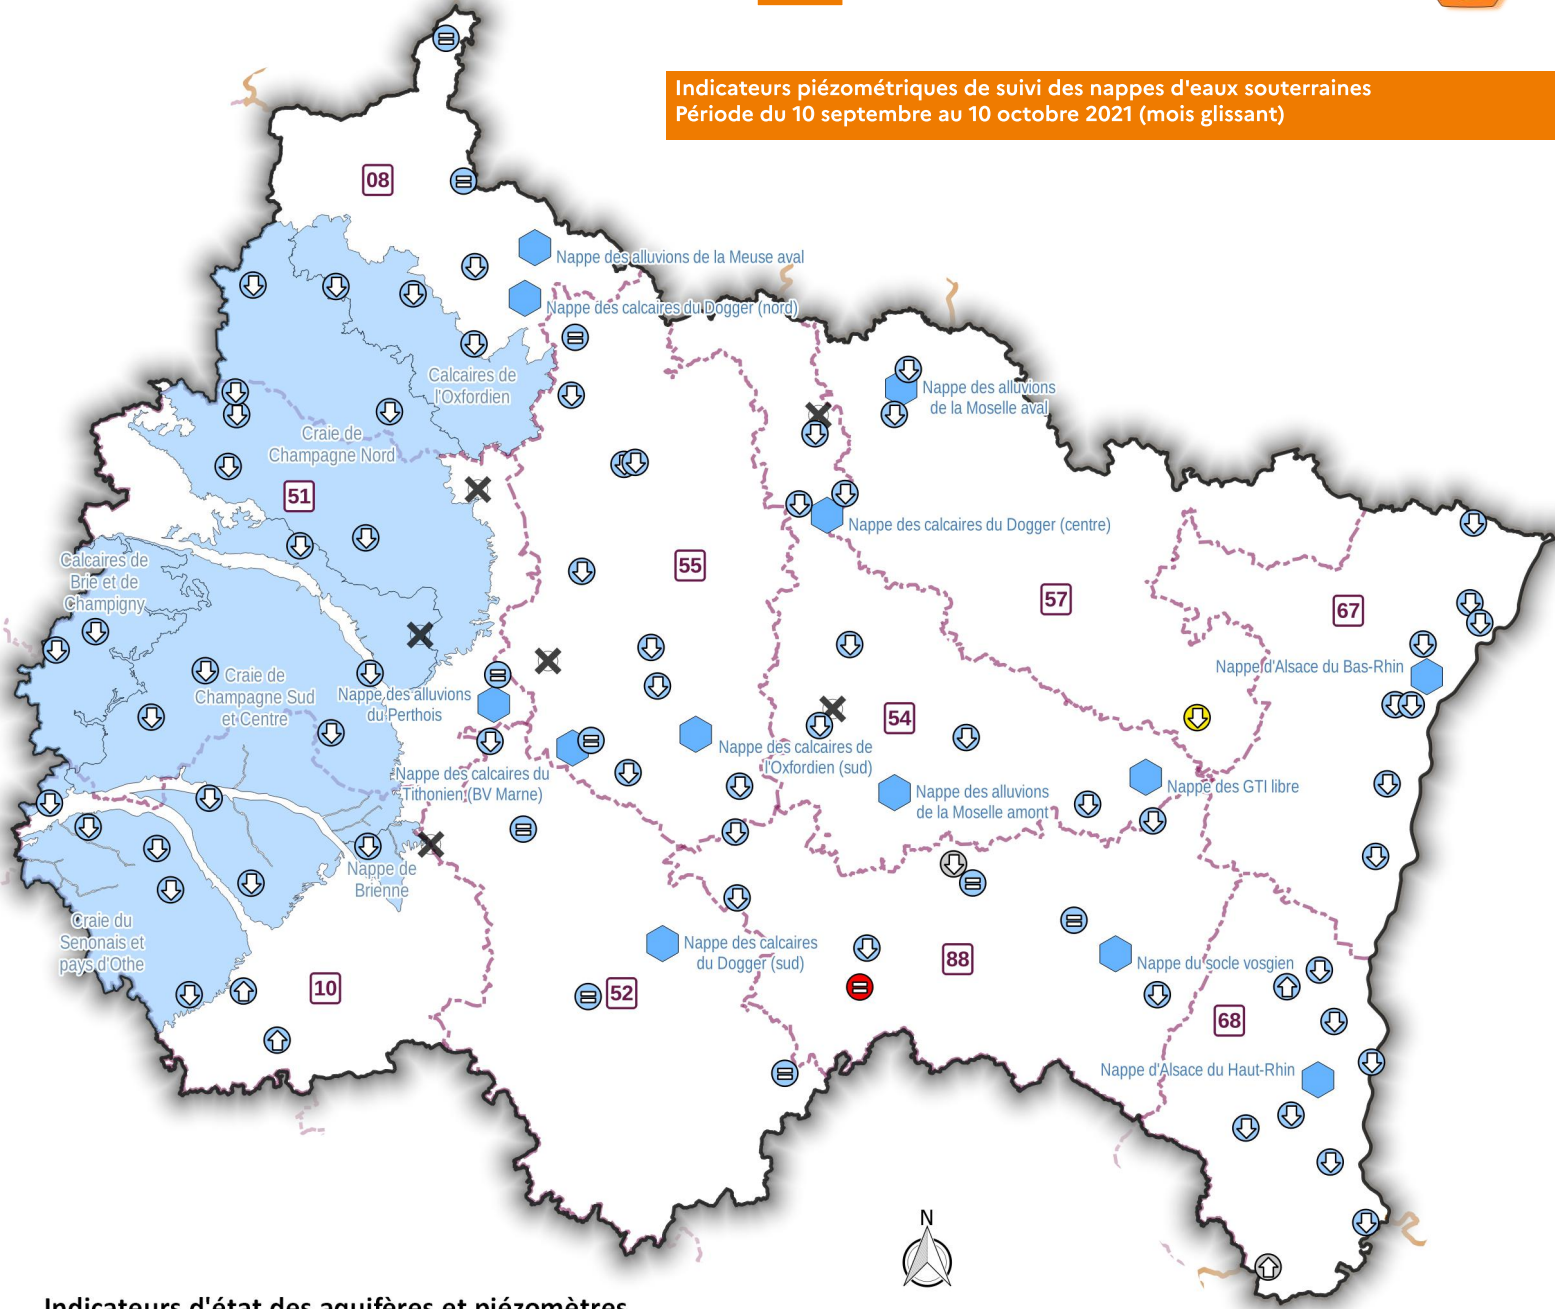 Indicateurs piézométriques de suivi des nappes d'eaux souterraines
Période du 10 septembre au 10 octobre 2021 (mois glissant)
08
Nappe des alluvions de la Meuse aval
Nappe des calcaires du Dogger (nord)
Calcaires de
l'Oxfordien
Nappe des alluvions
de la Moselle aval
Craie de
Champagne Nord
51
Nappe des calcaires du Dogger (centre)
Calcaires de
Brie et de
Champigny
55
57
67
Nappe d'Alsace du Bas-Rhin
Craie de
Champagne Sud
et Centre
Nappe des alluvions
du Perthois
54
Nappe des calcaires de
l'Oxfordien (sud)
Nappe des calcaires du
Tithonien (BV Marne)
Nappe des alluvions
de la Moselle amont
Nappe des GTI libre
Nappe de
Brienne
Craie du
Senonais et
pays d'Othe
Nappe des calcaires
du Dogger (sud)
88
Nappe du socle vosgien
10
52
68
Nappe d'Alsace du Haut-Rhin
N
Indicateurs d'état des aquifères et piézomètres